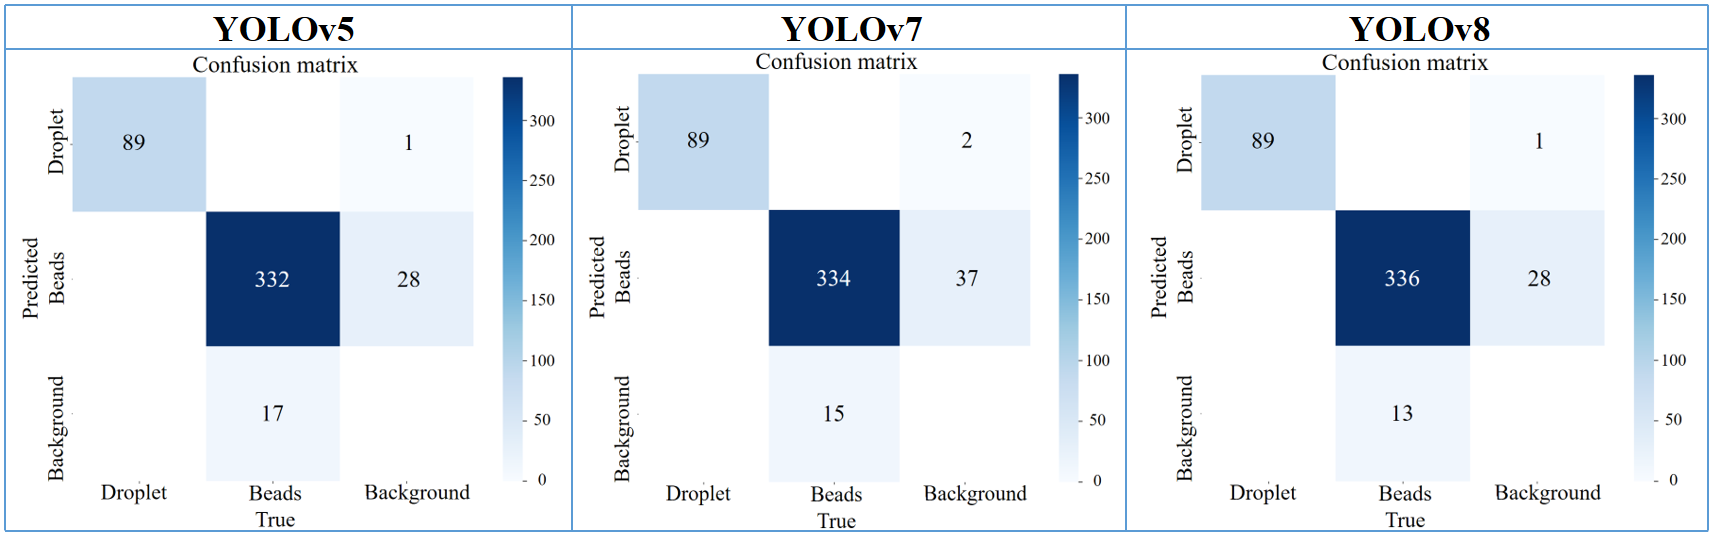 YOLOv5
YOLOv7
YOLOv8
Confusion matrix
Droplet
89
1
Predicted
Beads
332
28
Background
17
Droplet
Beads
Background
True
300
250
200
150
100
50
0
Confusion matrix
Droplet
89
2
Predicted
Beads
334
37
Background
15
Droplet
Beads
Background
True
300
250
200
150
100
50
0
Confusion matrix
Droplet
89
1
Predicted
Beads
336
28
Background
13
Droplet
Beads
Background
True
300
250
200
150
100
50
0